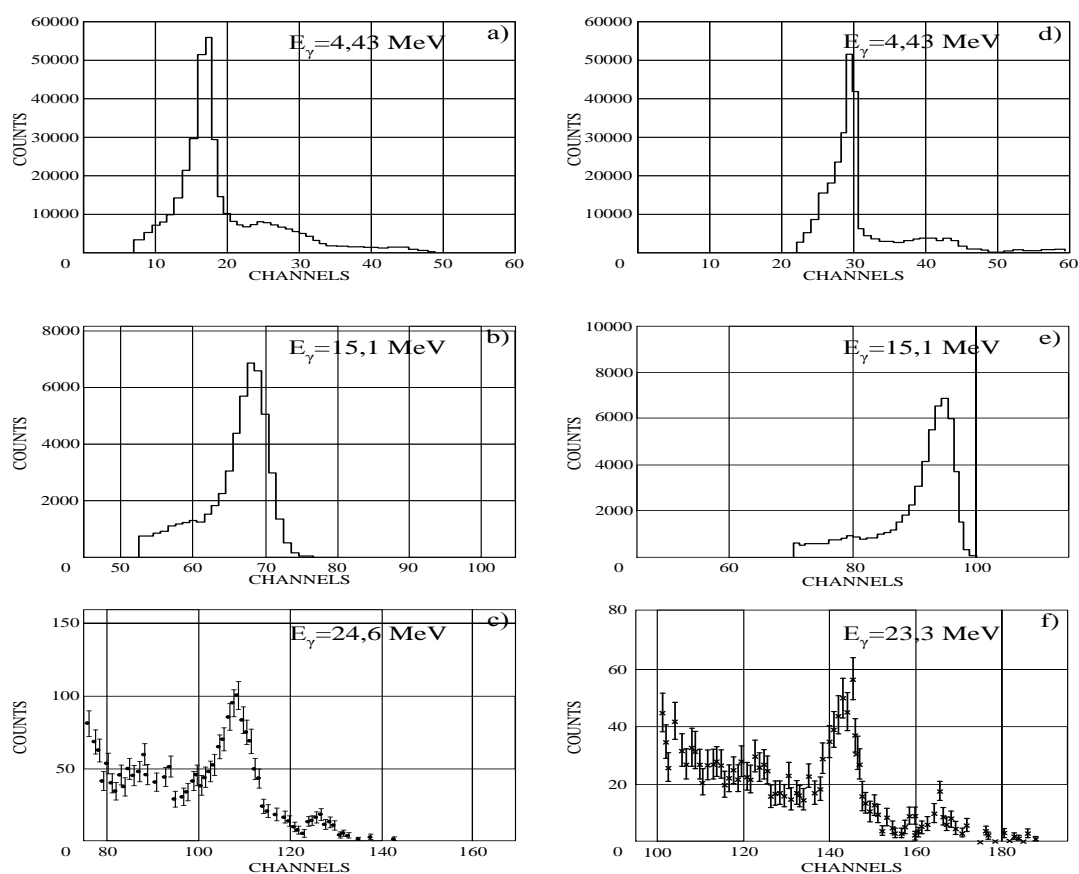 E_γ=4,43 MeV a)
COUNTS
60000
50000
40000
30000
20000
10000
0 10 20 30 40 50 60
CHANNELS
E_γ=4,43 MeV d)
COUNTS
60000
50000
40000
30000
20000
10000
0 10 20 30 40 50 60
CHANNELS
E_γ=15,1 MeV b)
COUNTS
8000
6000
4000
2000
0 50 60 70 80 90 100
CHANNELS
E_γ=15,1 MeV e)
COUNTS
10000
8000
6000
4000
2000
0 60 80 100
CHANNELS
E_γ=24,6 MeV c)
COUNTS
150
100
50
0 80 100 120 140 160
CHANNELS
E_γ=23,3 MeV f)
COUNTS
80
60
40
20
0 100 120 140 160 180
CHANNELS